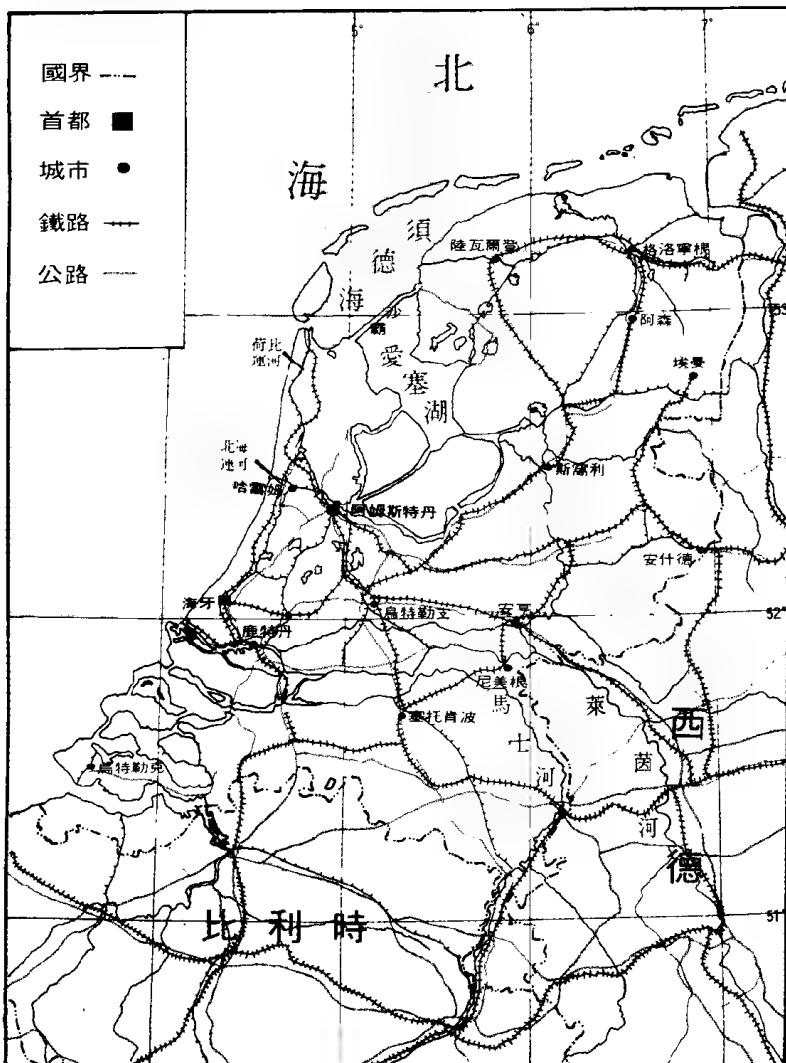 國界
首都
城市
鐵路
公路
5°
6°
7°
北海
須德海
陸瓦爾登
格洛寧根
53
阿森
埃曼
荷比
運河
愛塞湖
北海
運河
哈 姆
阿姆斯特丹
斯窩利
安什德
海牙
鹿特丹
烏特勒支
安亨
52°
尼美根
馬士河
萊茵河
塞托肯波
烏特勒克
西德
比利時
51°